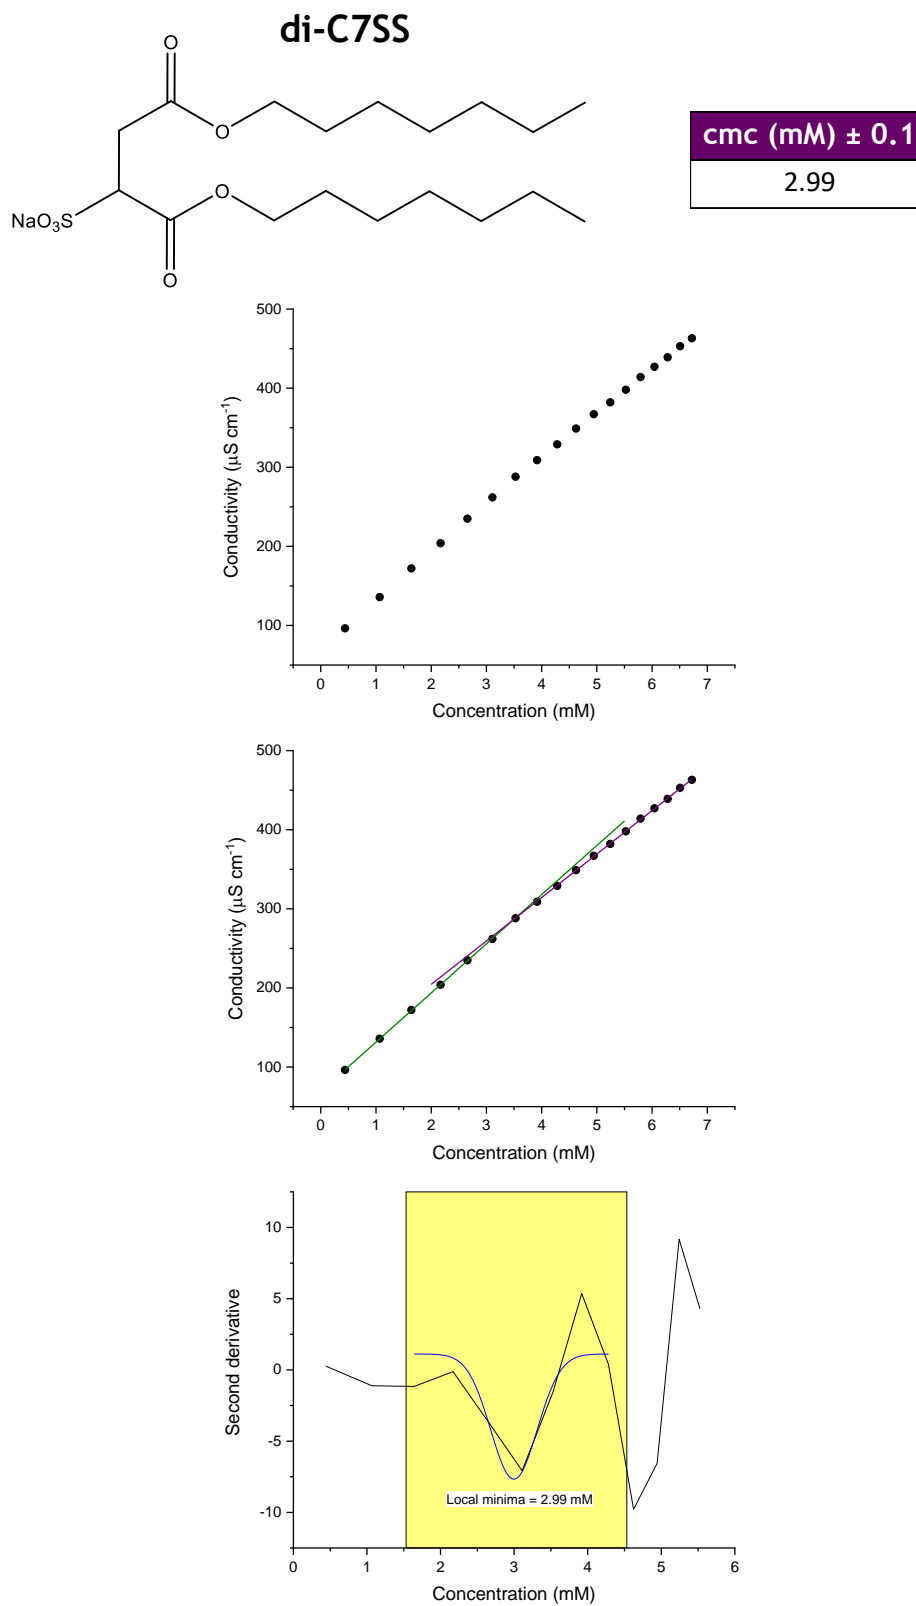 di-C7SS
O
O
O
O
NaO3S
cmc (mM) ± 0.1
2.99
500
400
300
200
100
Conductivity (μS cm-1)
0 1 2 3 4 5 6 7
Concentration (mM)
500
400
300
200
100
Conductivity (μS cm-1)
0 1 2 3 4 5 6 7
Concentration (mM)
10
5
0
-5
-10
Second derivative
Local minima = 2.99 mM
0 1 2 3 4 5 6
Concentration (mM)